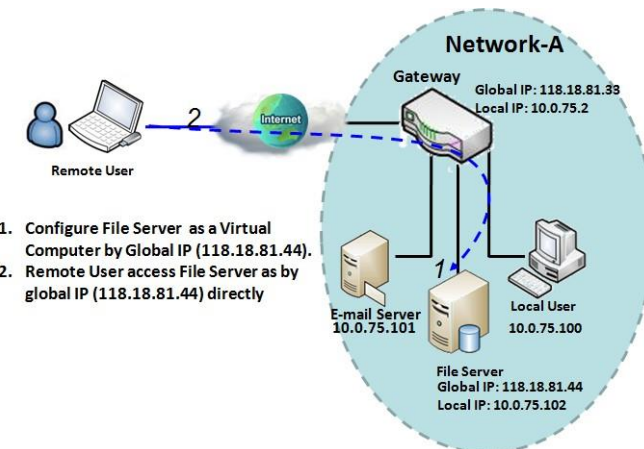 Network-A
Gateway
Global IP: 118.18.81.33
Local IP: 10.0.75.2
2
Internet
Remote User
1. Configure File Server as a Virtual
Computer by Global IP (118.18.81.44).
2. Remote User access File Server as by
global IP (118.18.81.44) directly
1
E-mail Server
10.0.75.101
Local User
10.0.75.100
File Server
Global IP: 118.18.81.44
Local IP: 10.0.75.102